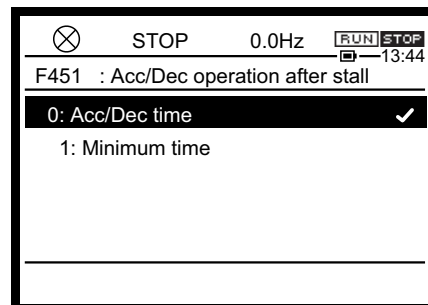 STOP 0.0Hz RUN STOP
13:44
F451 : Acc/Dec operation after stall
0: Acc/Dec time
1: Minimum time